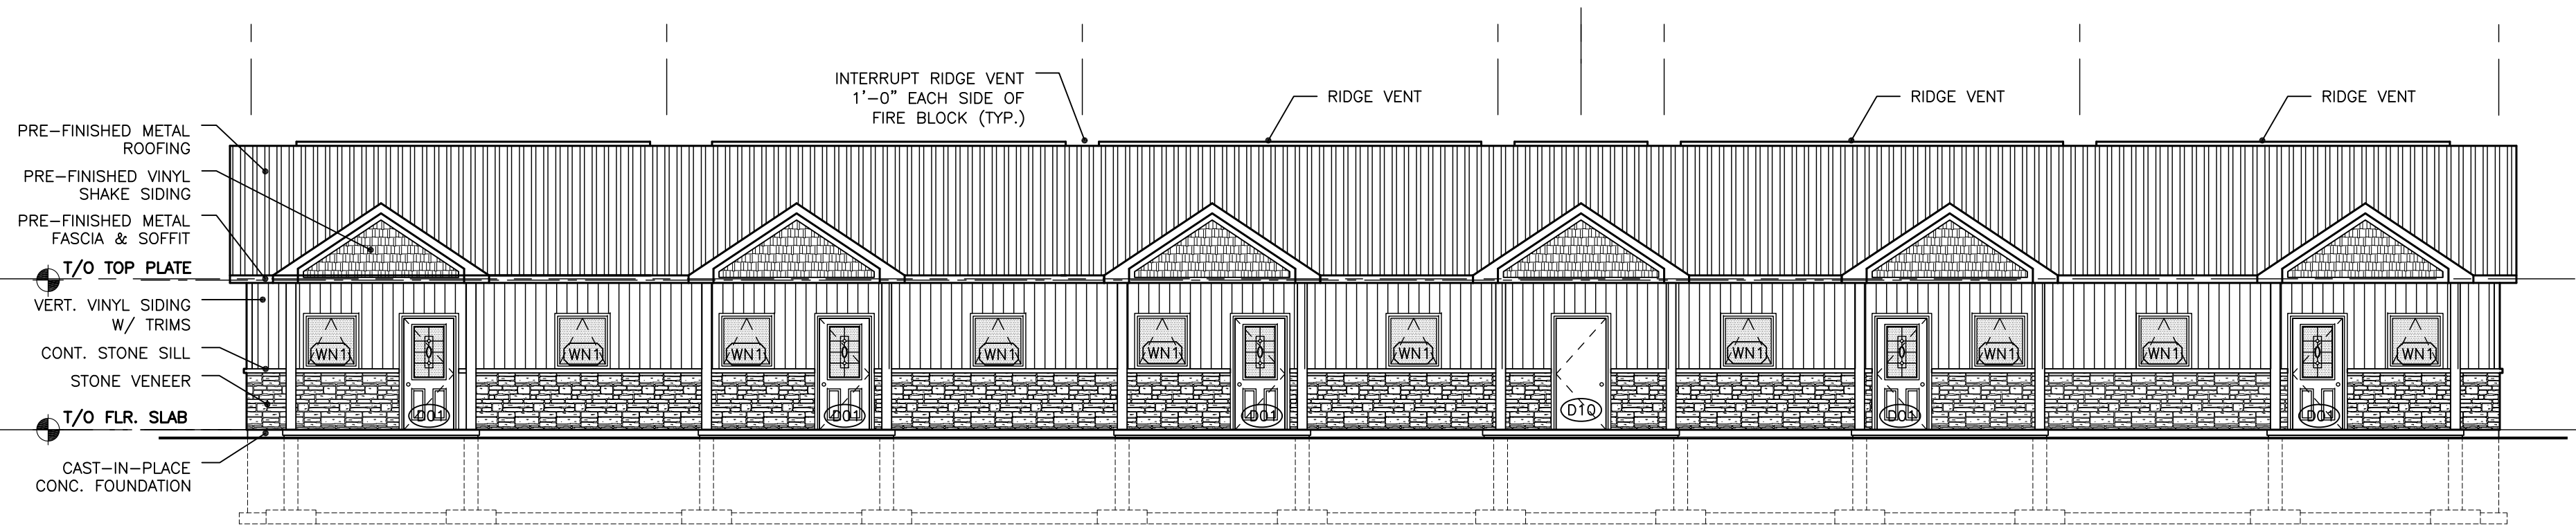 INTERRUPT RIDGE VENT
1'-0" EACH SIDE OF
FIRE BLOCK (TYP.)
RIDGE VENT
RIDGE VENT
RIDGE VENT
PRE-FINISHED METAL
ROOFING
PRE-FINISHED VINYL
SHAKE SIDING
PRE-FINISHED METAL
FASCIA & SOFFIT
T/O TOP PLATE
VERT. VINYL SIDING
W/ TRIMS
CONT. STONE SILL
STONE VENEER
T/O FLR. SLAB
CAST-IN-PLACE
CONC. FOUNDATION
WN1 WN1 WN1 WN1 WN1 WN1 WN1 WN1 WN1 WN1
D01 D01 D01 D10 D01 D01